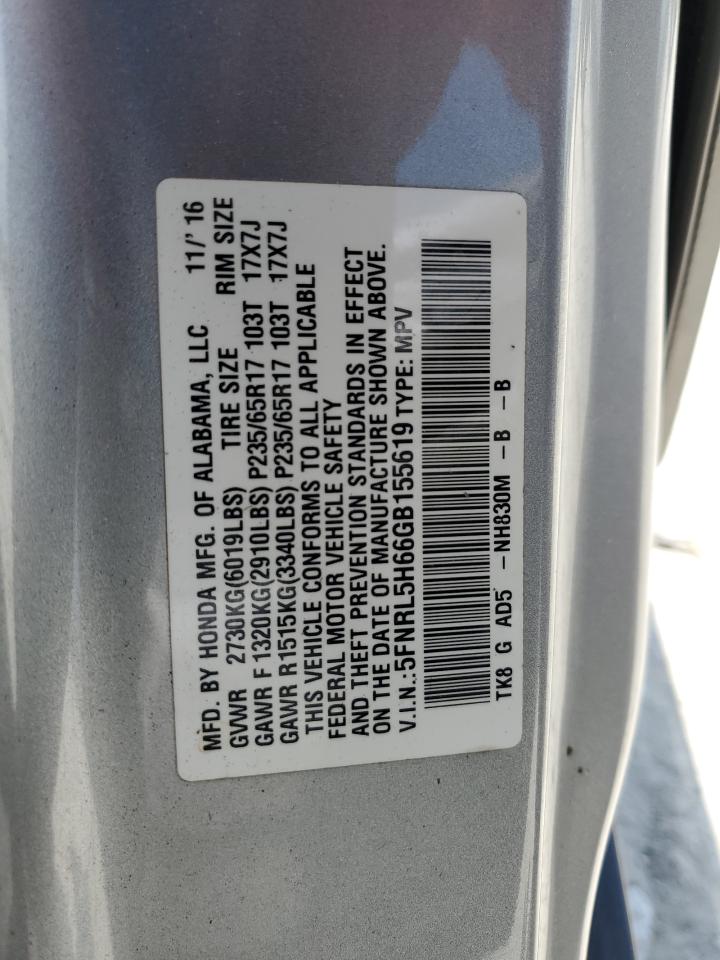 MFD. BY HONDA MFG. OF ALABAMA, LLC 11/'16
GVWR 2730KG(6019LBS) TIRE SIZE RIM SIZE
GAWR F 1320KG(2910LBS) P235/65R17 103T 17X7J
GAWR R1515KG(3340LBS) P235/65R17 103T 17X7J
THIS VEHICLE CONFORMS TO ALL APPLICABLE
FEDERAL MOTOR VEHICLE SAFETY
AND THEFT PREVENTION STANDARDS IN EFFECT
ON THE DATE OF MANUFACTURE SHOWN ABOVE.
V.I.N.:5FNRL5H66GB155619 TYPE: MPV
TK8 G AD5 -NH830M -B -B